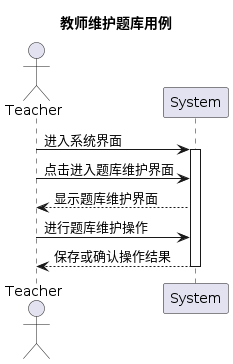 教师维护题库用例
Teacher
System
进入系统界面
点击进入题库维护界面
显示题库维护界面
进行题库维护操作
保存或确认操作结果
Teacher
System